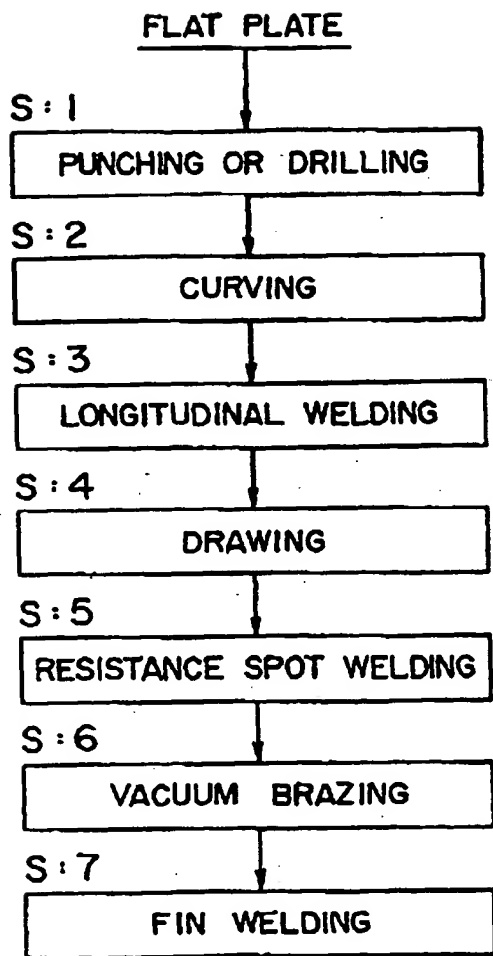 FLAT PLATE
S:1
PUNCHING OR DRILLING
S:2
CURVING
S:3
LONGITUDINAL WELDING
S:4
DRAWING
S:5
RESISTANCE SPOT WELDING
S:6
VACUUM BRAZING
S:7
FIN WELDING